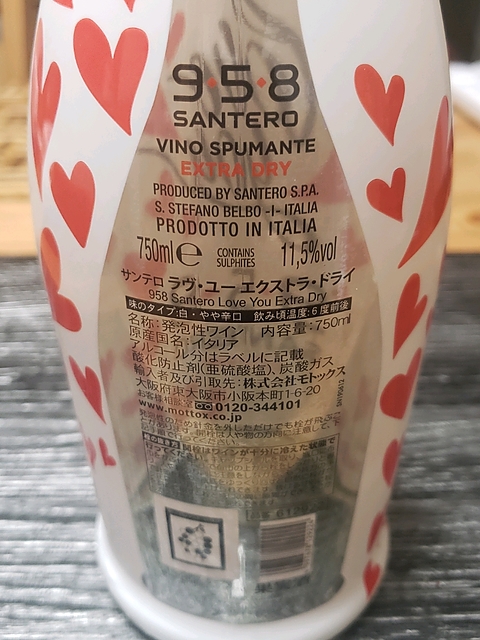 9·5·8
SANTERO
VINO SPUMANTE
EXTRA DRY
PRODUCED BY SANTERO S.P.A.
S. STEFANO BELBO -I- ITALIA
PRODOTTO IN ITALIA
750ml e CONTAINS SULPHITES 11,5%vol
サンテロ ラヴ・ユー エクストラ・ドライ
958 Santero Love You Extra Dry
味のタイプ:白・やや辛口 飲み頃温度:6度前後
名称:発泡性ワイン 内容量:750ml
原産国名:イタリア
アルコール分はラベルに記載
酸化防止剤(亜硫酸塩)、炭酸ガス
輸入者及び引取先:株式会社モトックス
大阪府東大阪市小阪本町1-6-20
お客様相談室 0120-344101
www.mottox.co.jp